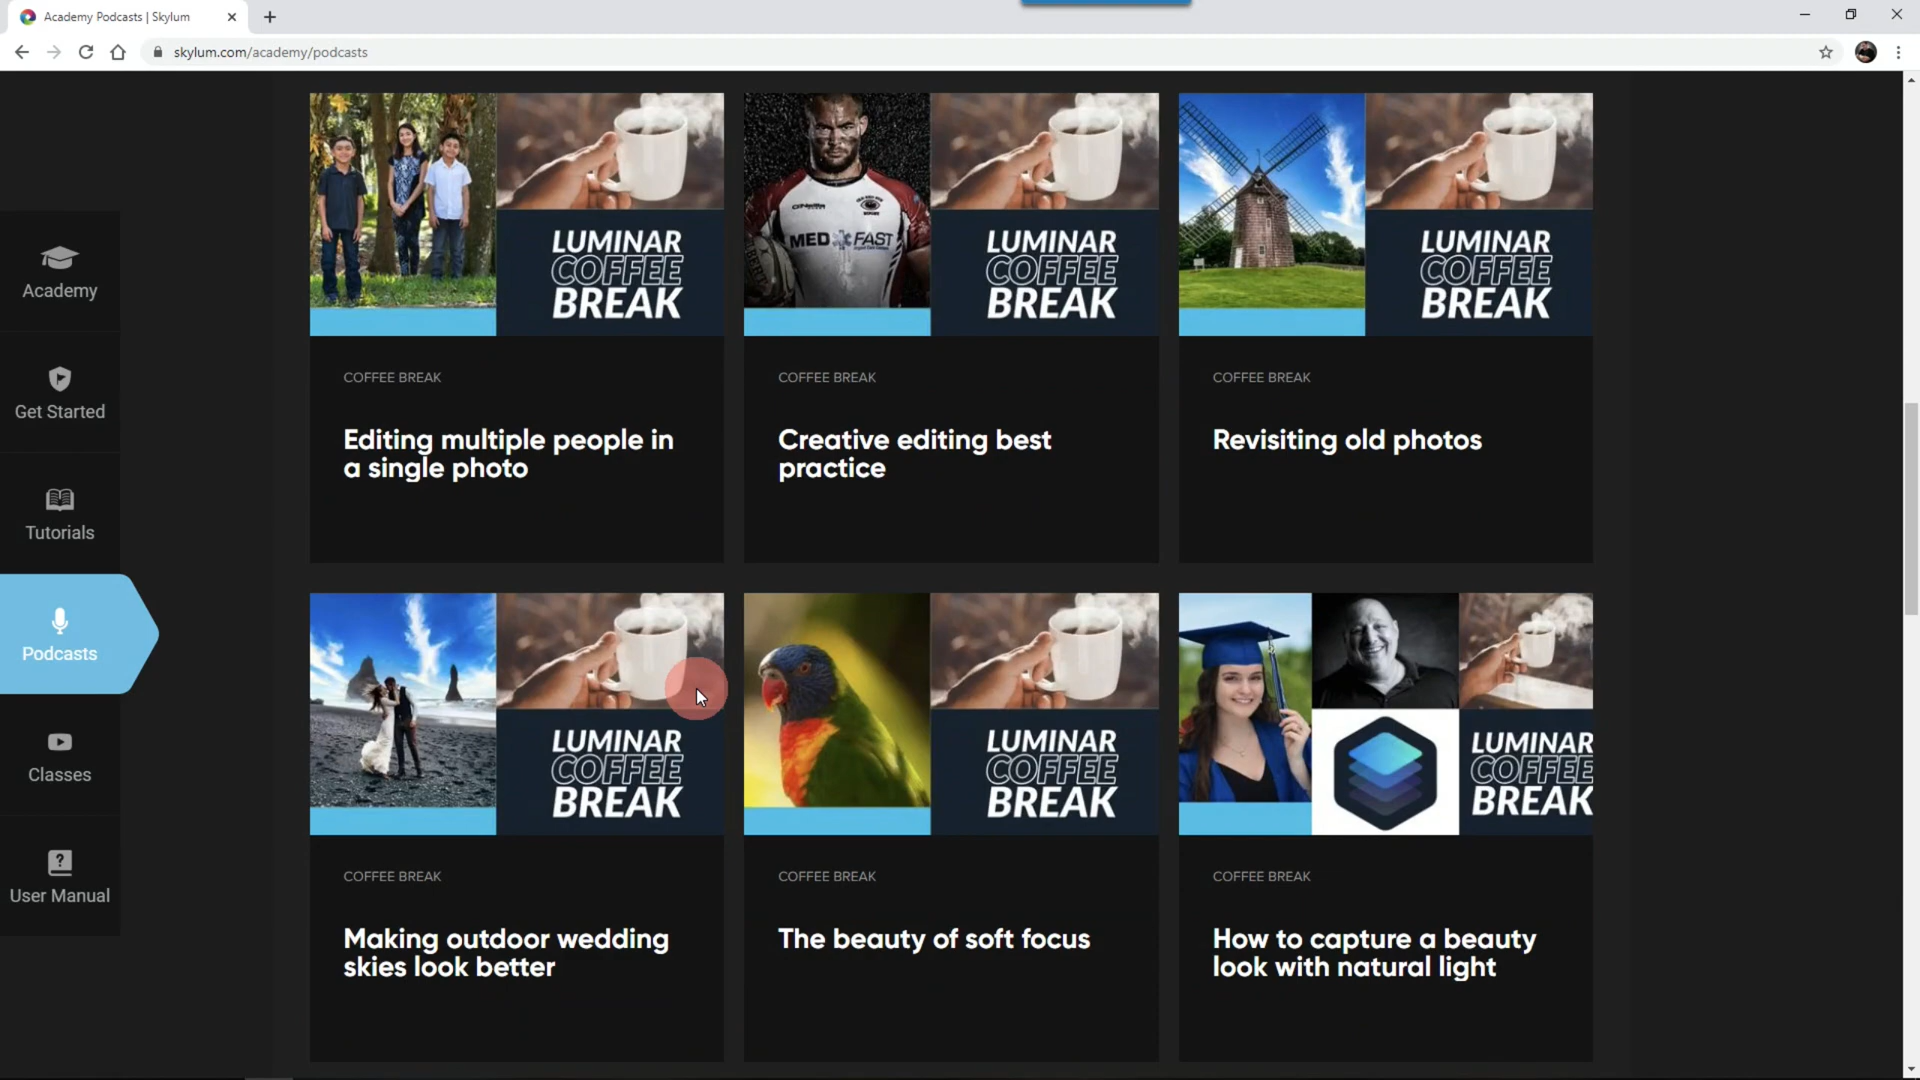 Academy Podcasts | Skylum
skylum.com/academy/podcasts
Academy
Get Started
Tutorials
Podcasts
Classes
User Manual
LUMINAR
COFFEE
BREAK
COFFEE BREAK
Editing multiple people in
a single photo
MED FAST
LUMINAR
COFFEE
BREAK
COFFEE BREAK
Creative editing best
practice
LUMINAR
COFFEE
BREAK
COFFEE BREAK
Revisiting old photos
LUMINAR
COFFEE
BREAK
COFFEE BREAK
Making outdoor wedding
skies look better
LUMINAR
COFFEE
BREAK
COFFEE BREAK
The beauty of soft focus
LUMINAR
COFFEE
BREAK
COFFEE BREAK
How to capture a beauty
look with natural light